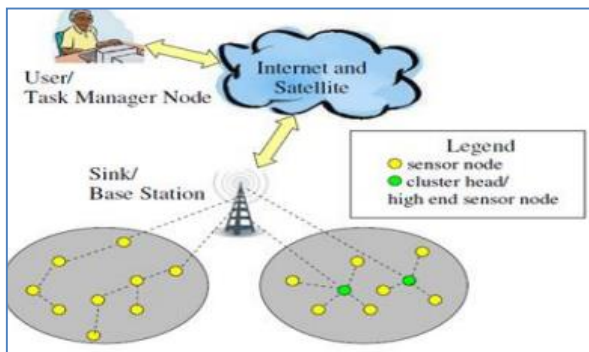 User/
Task Manager Node
Internet and
Satellite
Sink/
Base Station
Legend
sensor node
cluster head/
high end sensor node